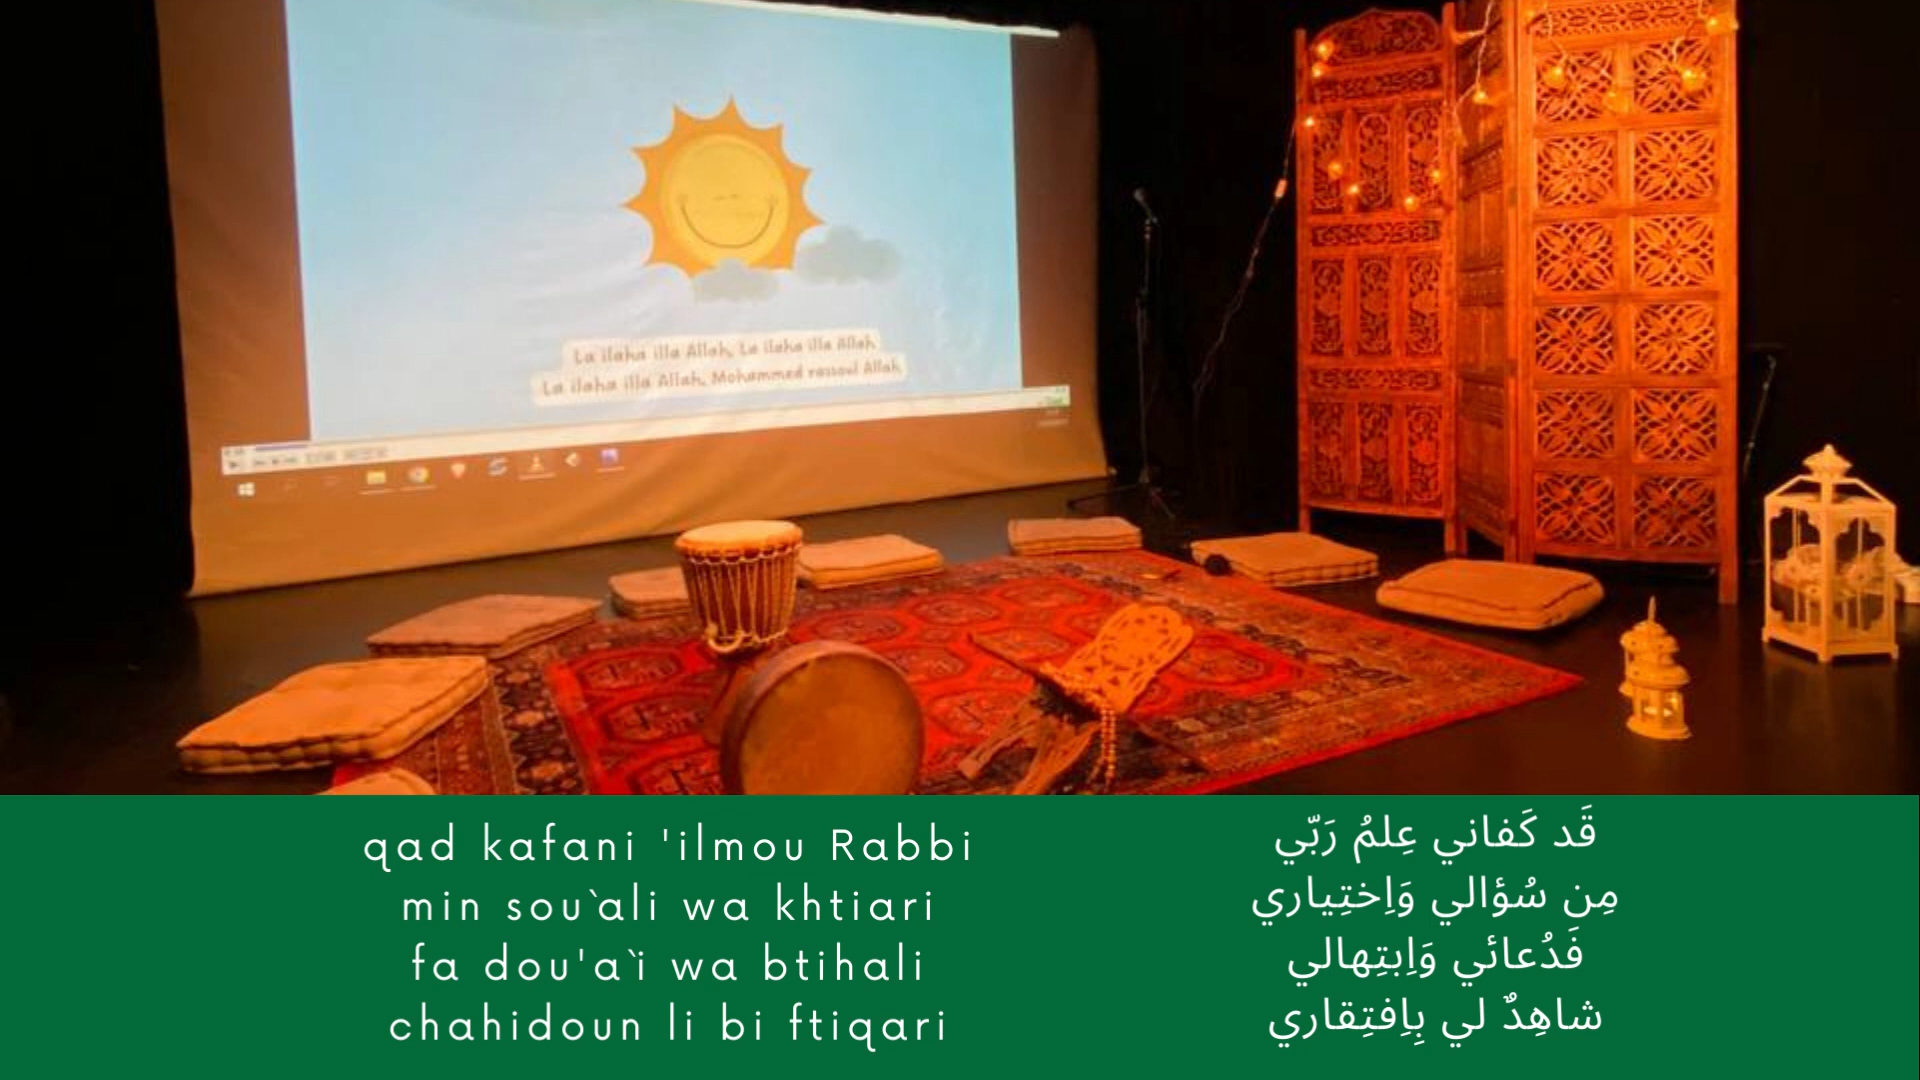 La ilaha illa Allah, La ilaha illa Allah
La ilaha illa Allah, Mohammed rassoul Allah
qad kafani 'ilmou Rabbi
min sou`ali wa khtiari
fa dou'a`i wa btihali
chahidoun li bi ftiqari
قَد كَفاني عِلمُ رَبّي
مِن سُؤالي وَاِختِياري
فَدُعائي وَاِبتِهالي
شاهِدٌ لي بِاِفتِقاري